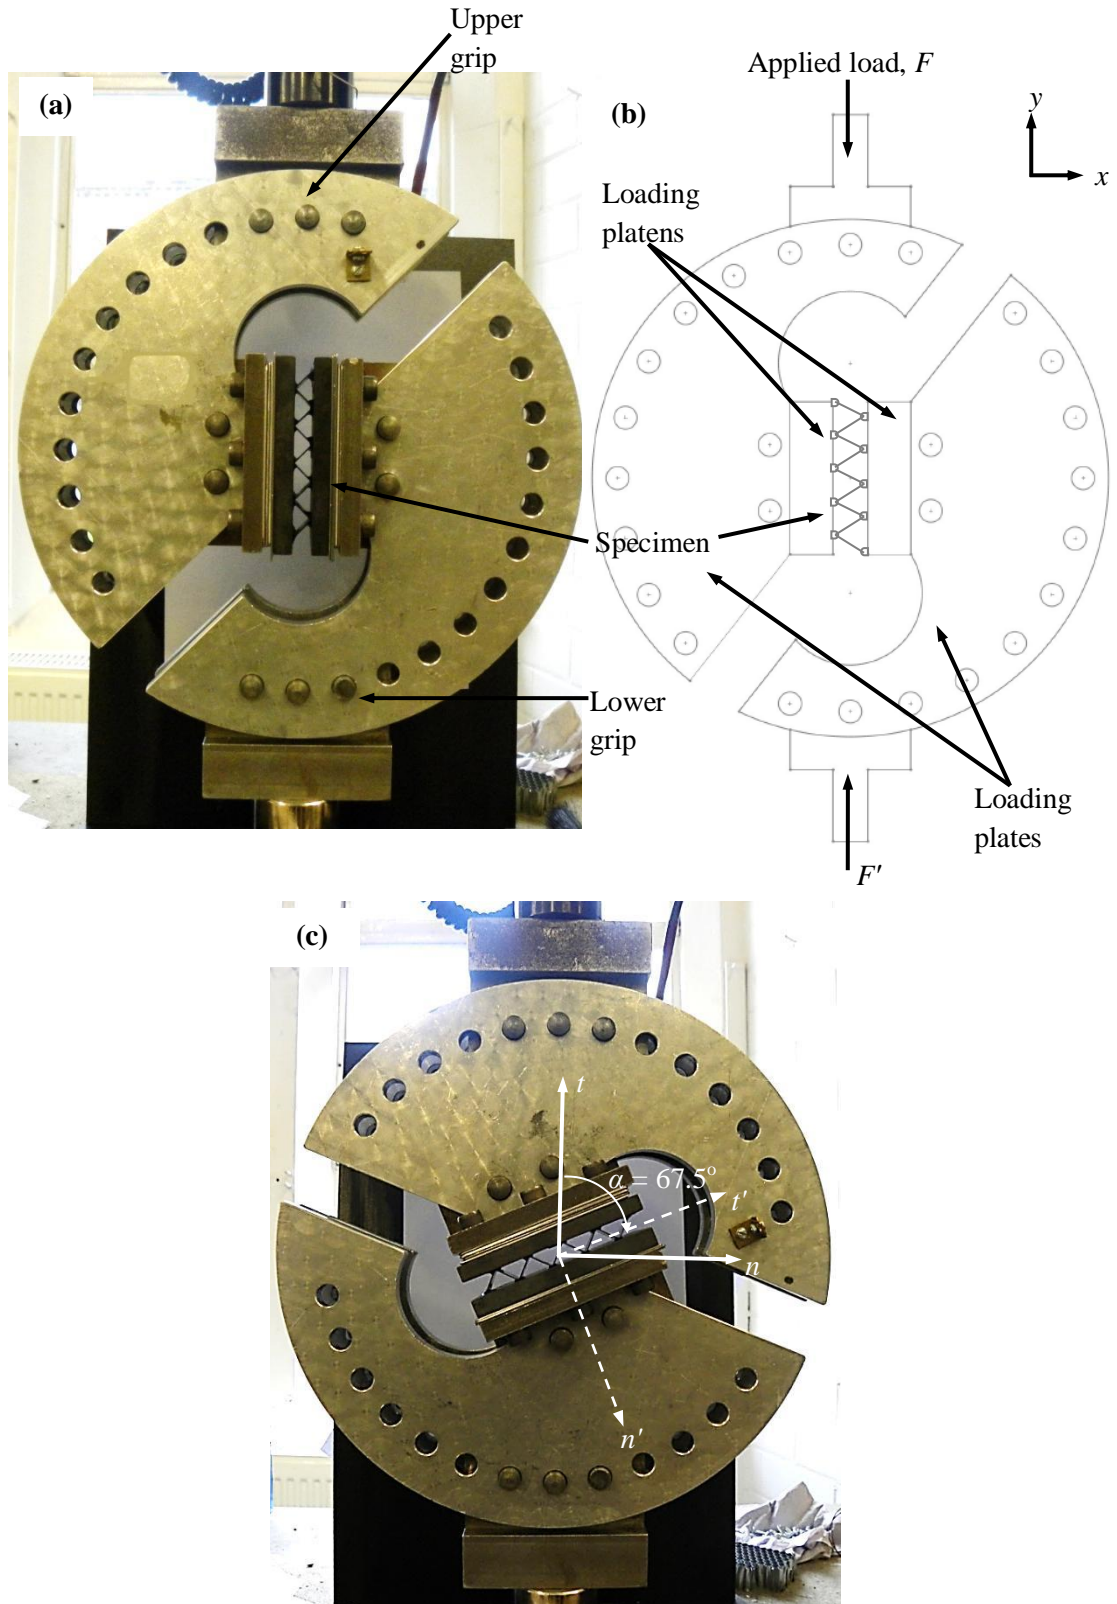 Upper
grip
(a)
Applied load, F
(b)
y
x
Loading
platens
Specimen
Lower
grip
Loading
plates
F'
(c)
t
α = 67.5°
t'
n
n'